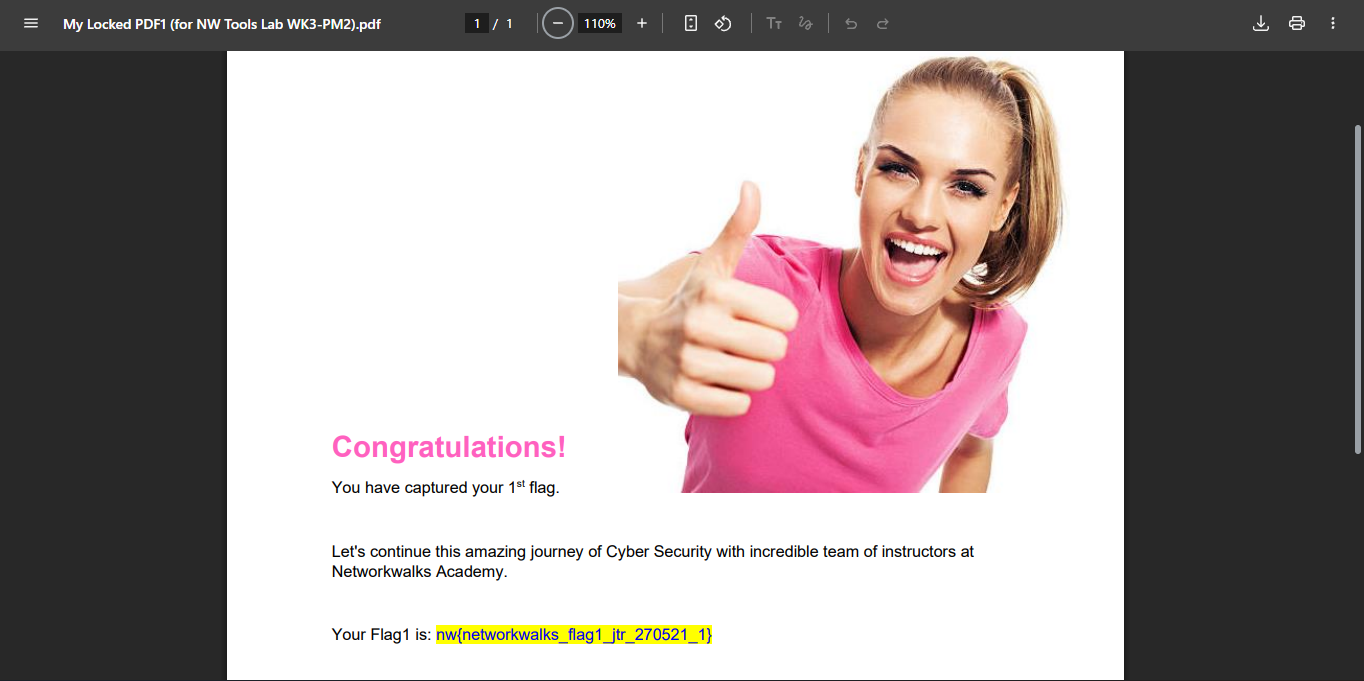 My Locked PDF1 (for NW Tools Lab WK3-PM2).pdf
1 / 1
110%
Congratulations!
You have captured your 1st flag.
Let's continue this amazing journey of Cyber Security with incredible team of instructors at
Networkwalks Academy.
Your Flag1 is: nw{networkwalks_flag1_jtr_270521_1}